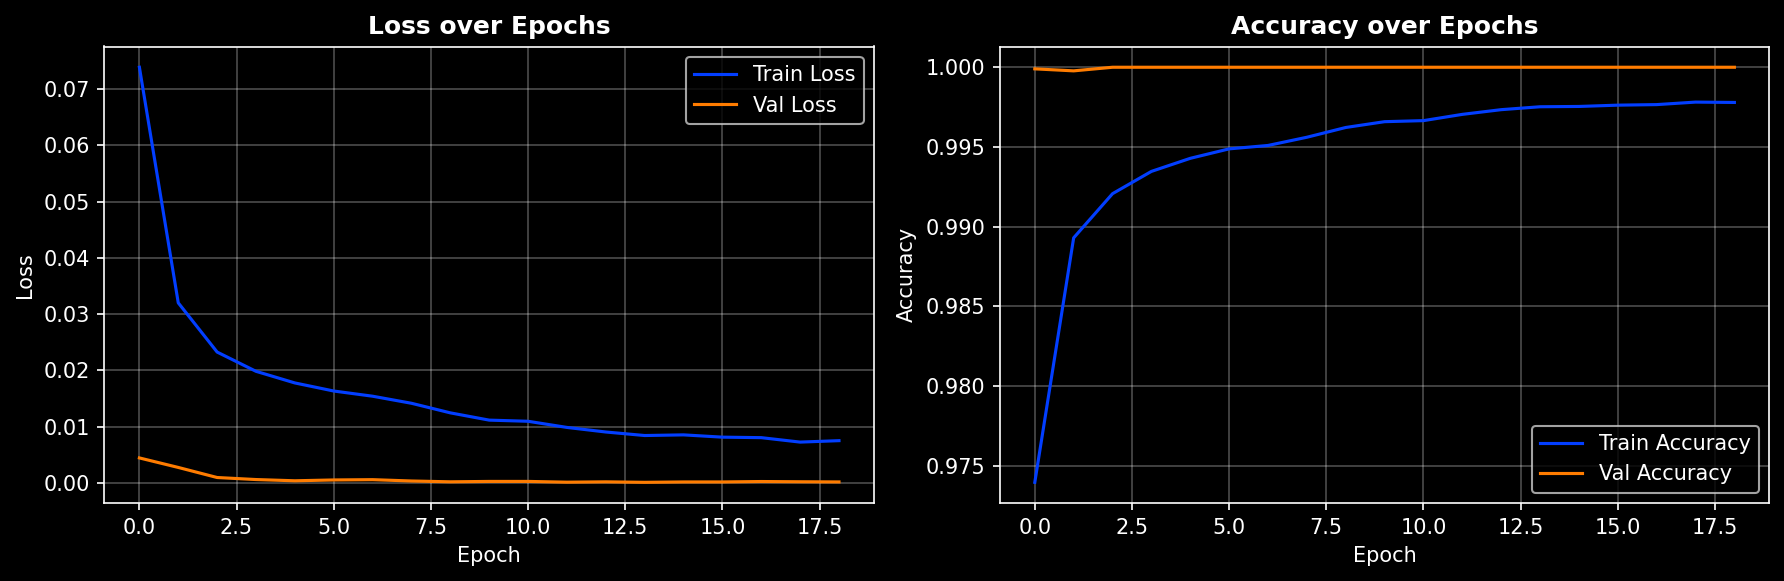 Loss over Epochs
Train Loss
Val Loss
0.07
0.06
0.05
0.04
0.03
0.02
0.01
0.00
Loss
0.0 2.5 5.0 7.5 10.0 12.5 15.0 17.5
Epoch
Accuracy over Epochs
1.000
0.995
0.990
0.985
0.980
0.975
Accuracy
Train Accuracy
Val Accuracy
0.0 2.5 5.0 7.5 10.0 12.5 15.0 17.5
Epoch